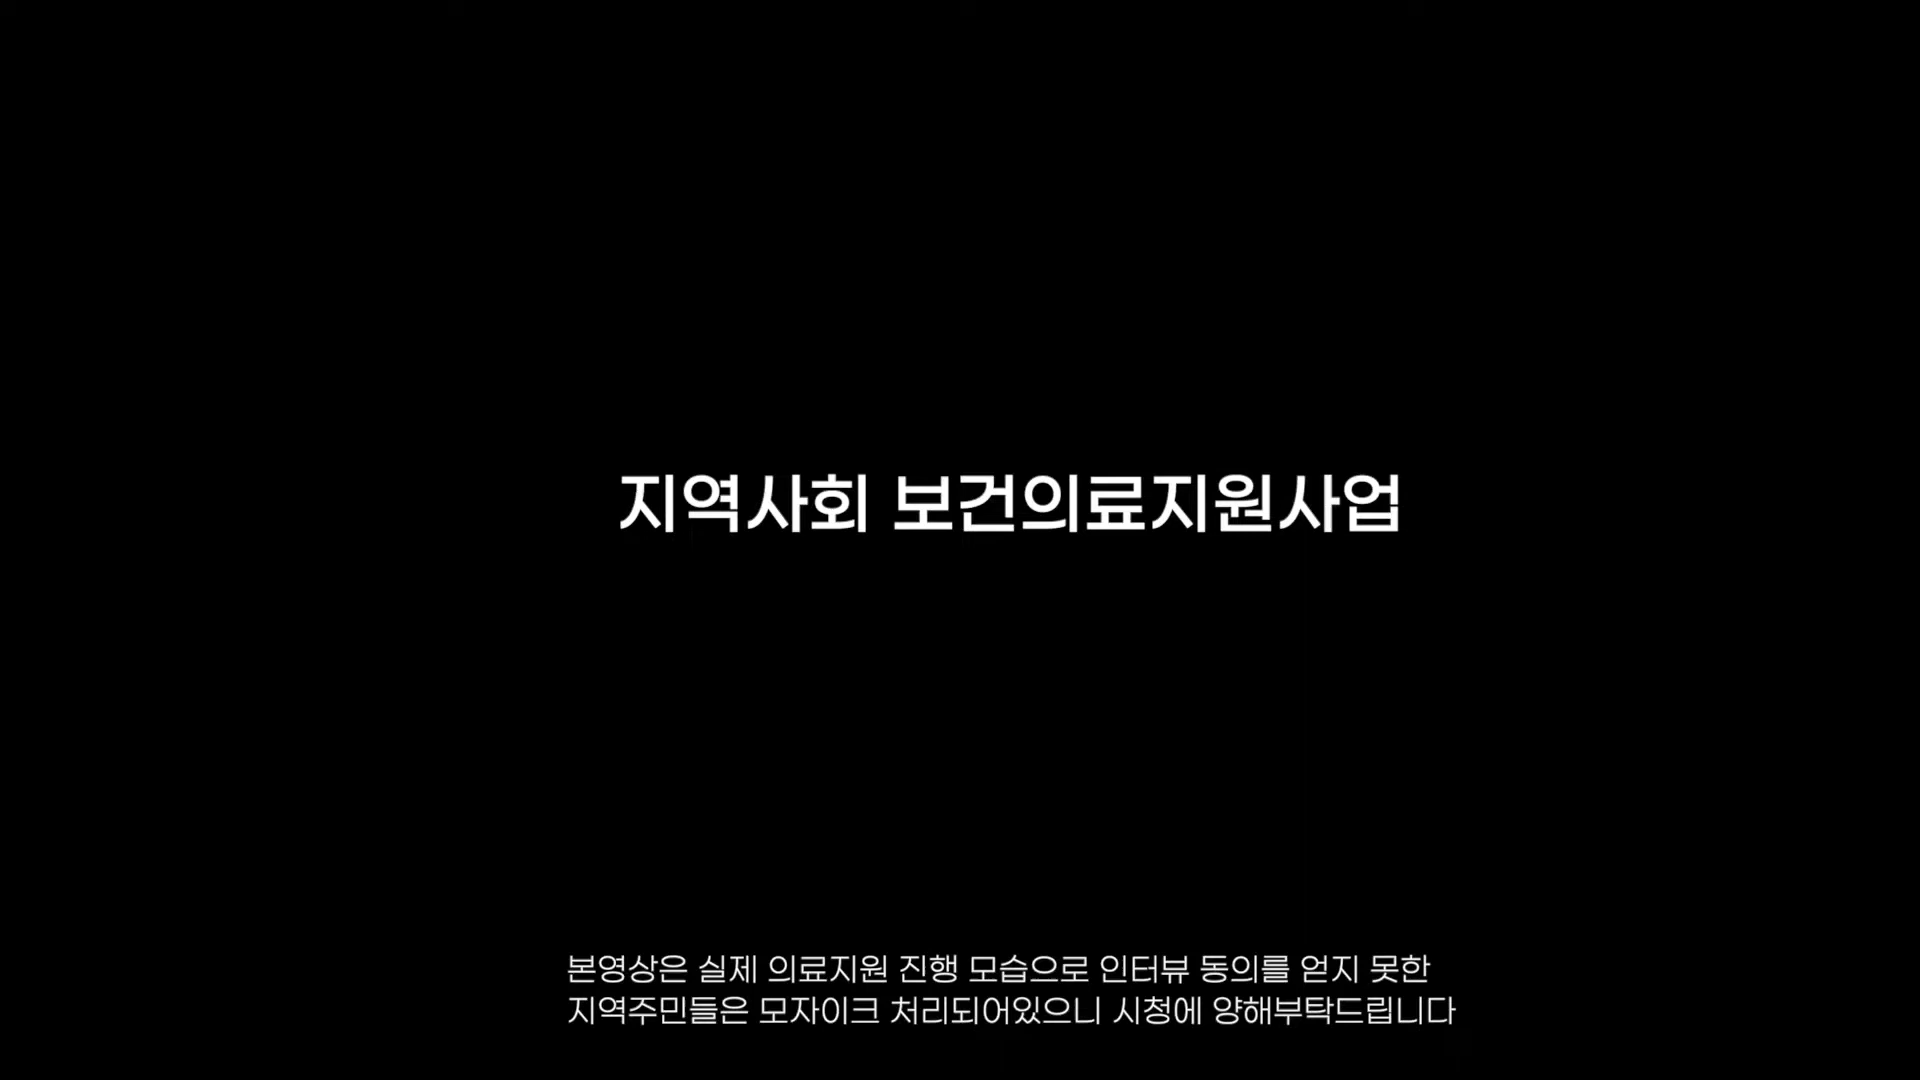 지역사회 보건의료지원사업
본영상은 실제 의료지원 진행 모습으로 인터뷰 동의를 얻지 못한
지역주민들은 모자이크 처리되어있으니 시청에 양해부탁드립니다